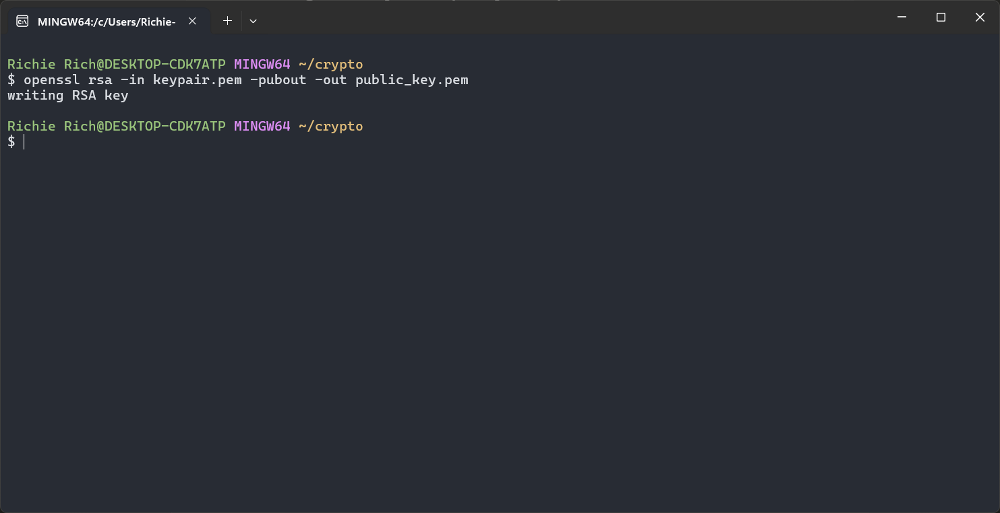 MINGW64:/c/Users/Richie-
Richie Rich@DESKTOP-CDK7ATP MINGW64 ~/crypto
$ openssl rsa -in keypair.pem -pubout -out public_key.pem
writing RSA key
Richie Rich@DESKTOP-CDK7ATP MINGW64 ~/crypto
$